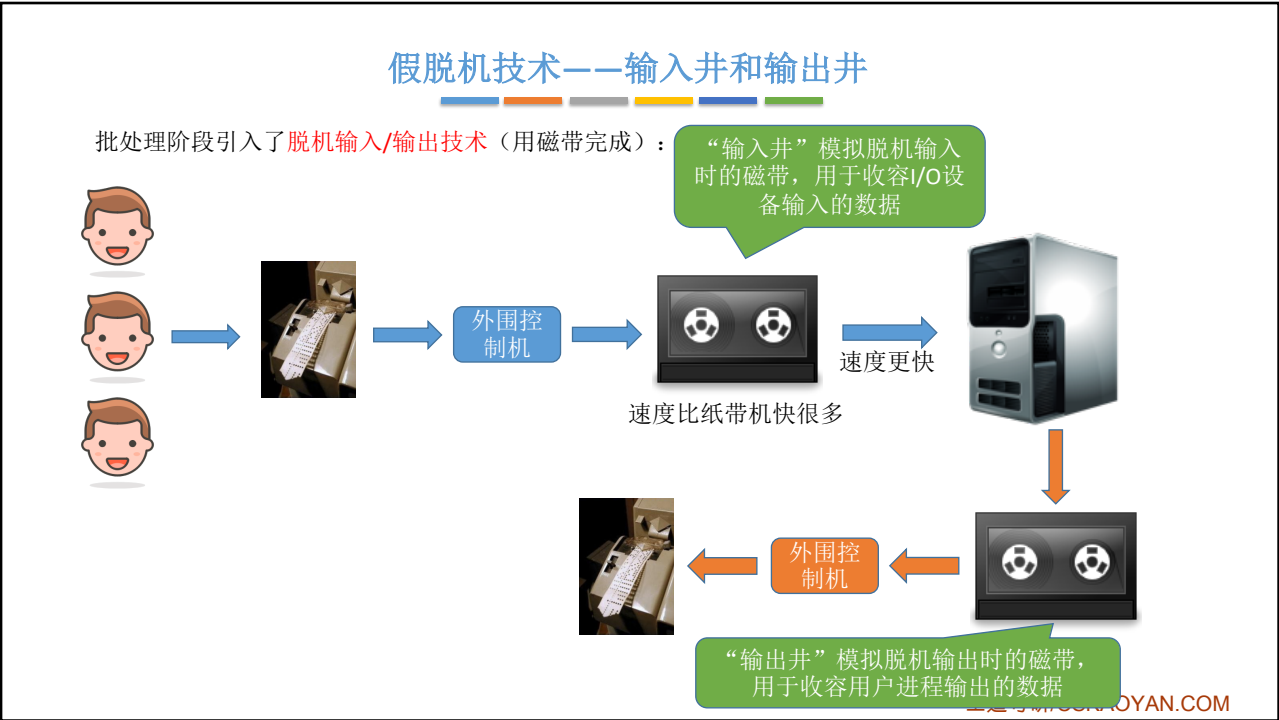 假脱机技术——输入井和输出井
批处理阶段引入了脱机输入/输出技术（用磁带完成）：
“输入井”模拟脱机输入
时的磁带，用于收容I/O设
备输入的数据
外围控
制机
速度更快
速度比纸带机快很多
外围控
制机
“输出井”模拟脱机输出时的磁带，
用于收容用户进程输出的数据
OYAN.COM